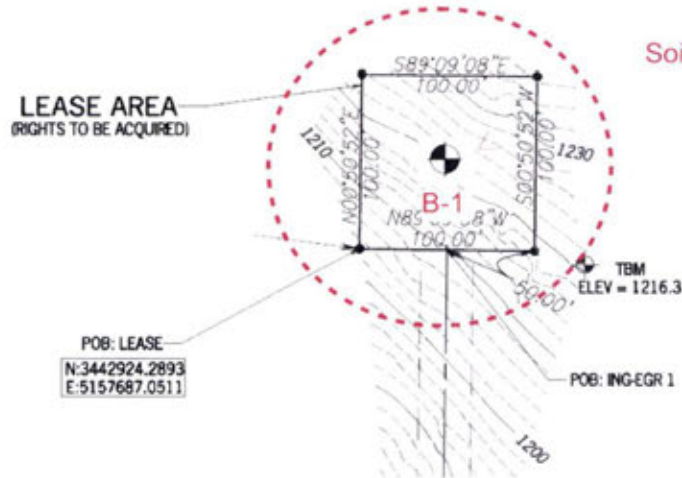 Soi
S89°09'08"E
100.00'
LEASE AREA
(RIGHTS TO BE ACQUIRED)
N00°50'52"E
100.00'
S00°50'52"W
100.00'
1210
1230
B-1
100.00'
50.00'
TBM
ELEV = 1216.3
POB: LEASE
N:3442924.2893
E:5157687.0511
POB: ING-EGR 1
1200